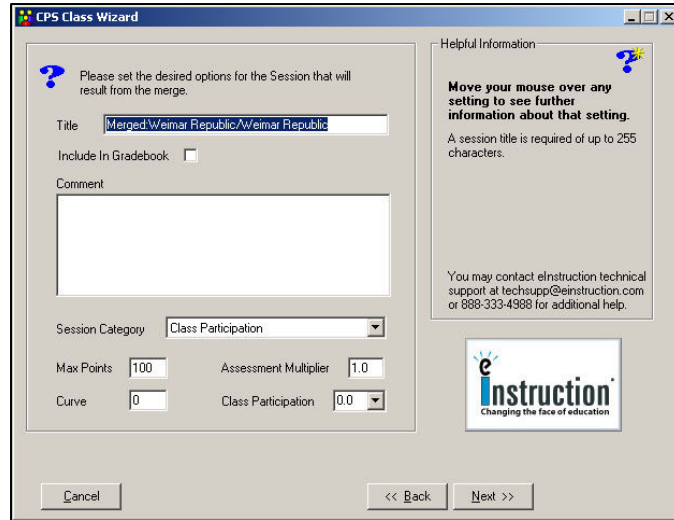 CPS Class Wizard
Please set the desired options for the Session that will
result from the merge.
Title Merged:Weimar Republic/Weimar Republic
Include In Gradebook
Comment
Session Category Class Participation
Max Points 100 Assessment Multiplier 1.0
Curve 0 Class Participation 0.0
Helpful Information
Move your mouse over any
setting to see further
information about that setting.
A session title is required of up to 255
characters.
You may contact eInstruction technical
support at techsupp@einstruction.com
or 888-333-4988 for additional help.
eInstruction
Changing the face of education
Cancel << Back Next >>